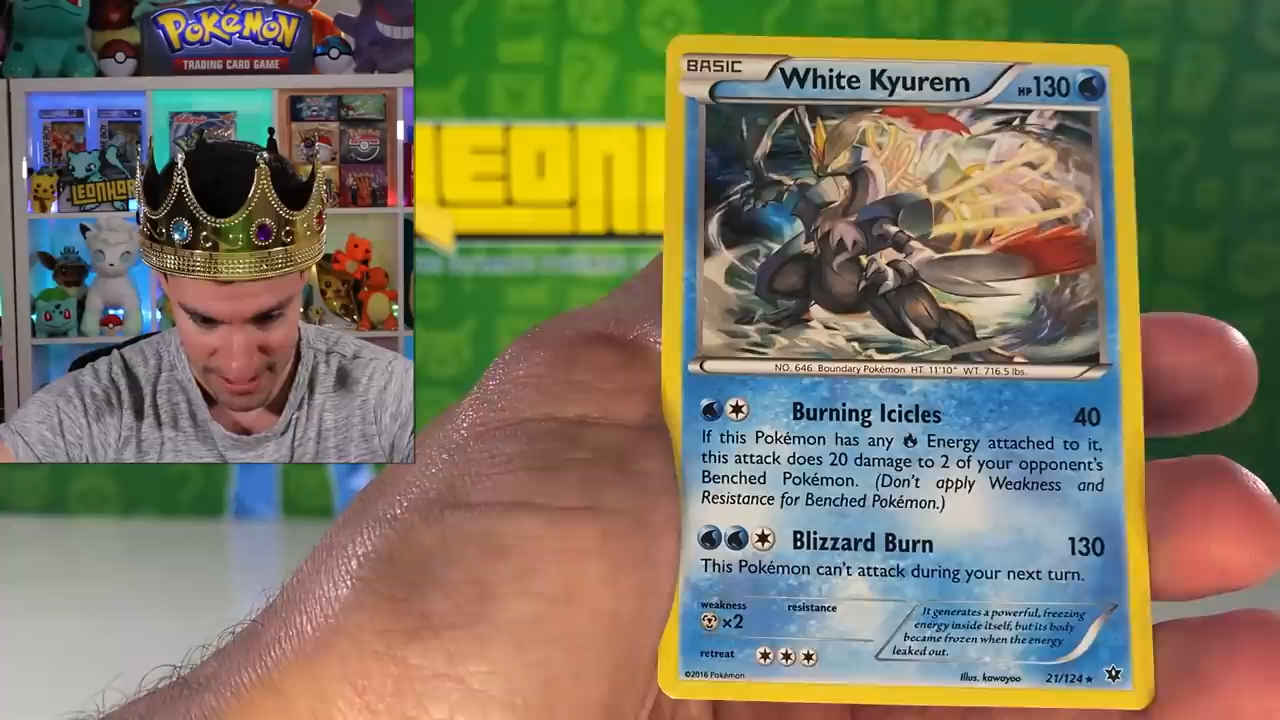 POKéMON
TRADING CARD GAME
LEONHAR
LEONH
BASIC
White Kyurem
HP130
NO. 646 Boundary Pokémon HT. 11'10" WT. 716.5 lbs.
Burning Icicles 40
If this Pokémon has any Energy attached to it,
this attack does 20 damage to 2 of your opponent's
Benched Pokémon. (Don't apply Weakness and
Resistance for Benched Pokémon.)
Blizzard Burn 130
This Pokémon can't attack during your next turn.
weakness resistance
×2
It generates a powerful, freezing
energy inside itself, but its body
became frozen when the energy
leaked out.
retreat
©2016 Pokémon
Illus. kawayoo
21/124 ★